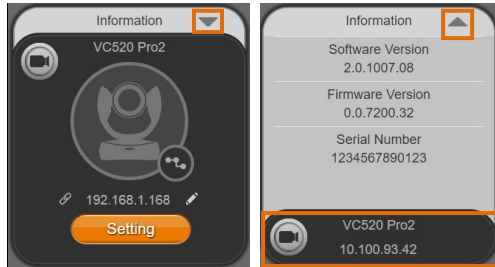 Information
VC520 Pro2
192.168.1.168
Setting
Information
Software Version
2.0.1007.08
Firmware Version
0.0.7200.32
Serial Number
1234567890123
VC520 Pro2
10.100.93.42